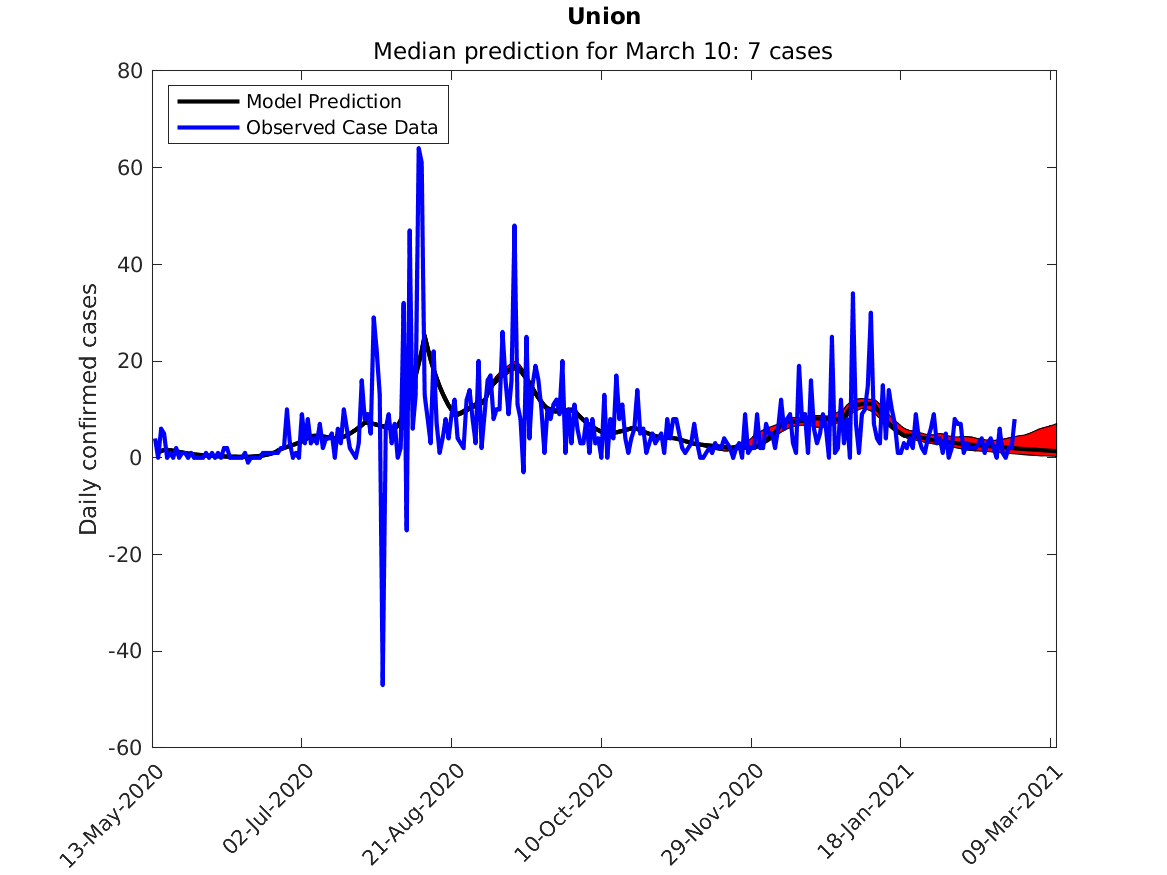 Union
Median prediction for March 10: 7 cases
Model Prediction
Observed Case Data
Daily confirmed cases
80
60
40
20
0
-20
-40
-60
13-May-2020
02-Jul-2020
21-Aug-2020
10-Oct-2020
29-Nov-2020
18-Jan-2021
09-Mar-2021